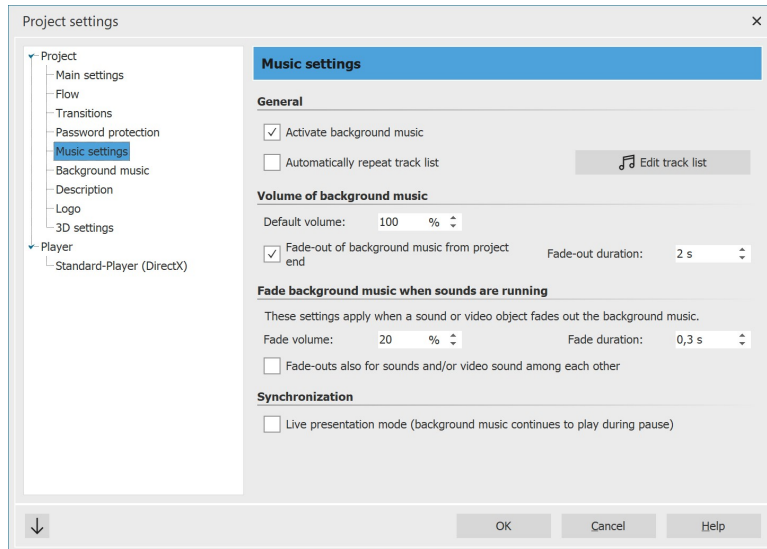 Project settings
Project
Main settings
Flow
Transitions
Password protection
Music settings
Background music
Description
Logo
3D settings
Player
Standard-Player (DirectX)
Music settings
General
Activate background music
Automatically repeat track list
Edit track list
Volume of background music
Default volume: 100 %
Fade-out of background music from project
end
Fade-out duration: 2 s
Fade background music when sounds are running
These settings apply when a sound or video object fades out the background music.
Fade volume: 20 % Fade duration: 0,3 s
Fade-outs also for sounds and/or video sound among each other
Synchronization
Live presentation mode (background music continues to play during pause)
OK Cancel Help